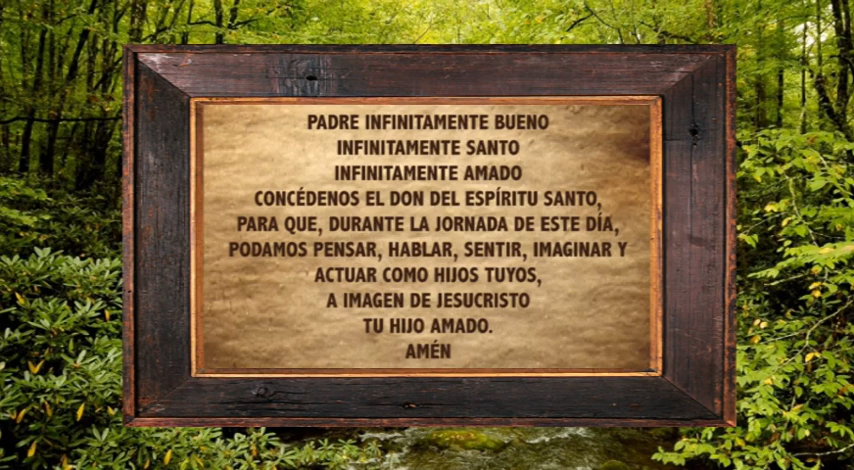 PADRE INFINITAMENTE BUENO
INFINITAMENTE SANTO
INFINITAMENTE AMADO
CONCÉDENOS EL DON DEL ESPÍRITU SANTO,
PARA QUE, DURANTE LA JORNADA DE ESTE DÍA,
PODAMOS PENSAR, HABLAR, SENTIR, IMAGINAR Y
ACTUAR COMO HIJOS TUYOS,
A IMAGEN DE JESUCRISTO
TU HIJO AMADO.
AMÉN